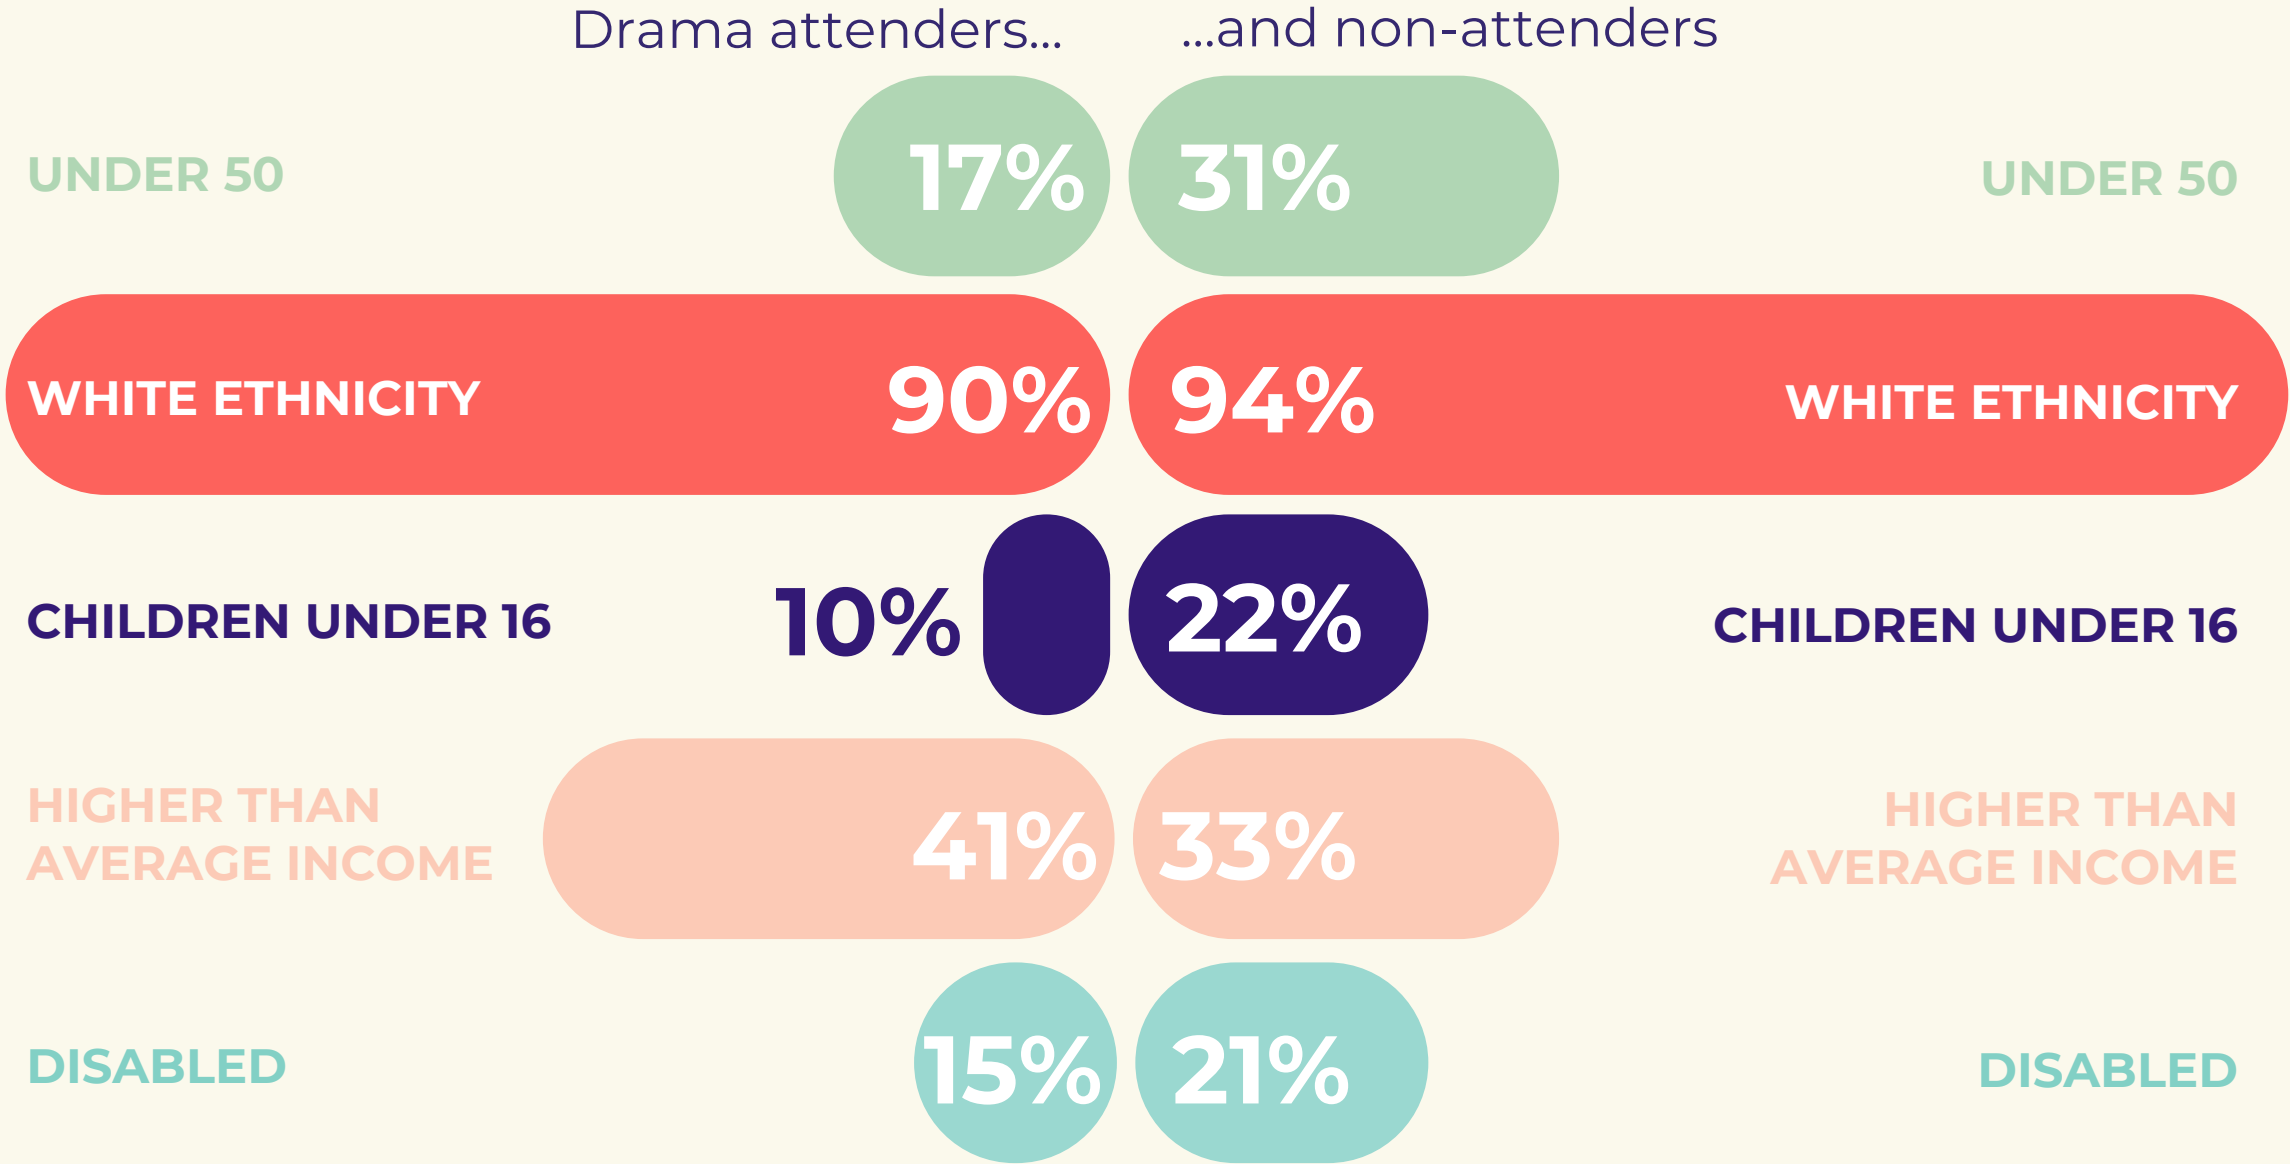 Drama attenders...
...and non-attenders
UNDER 50
17%
31%
UNDER 50
WHITE ETHNICITY
90%
94%
WHITE ETHNICITY
CHILDREN UNDER 16
10%
22%
CHILDREN UNDER 16
HIGHER THAN
AVERAGE INCOME
41%
33%
HIGHER THAN
AVERAGE INCOME
DISABLED
15%
21%
DISABLED